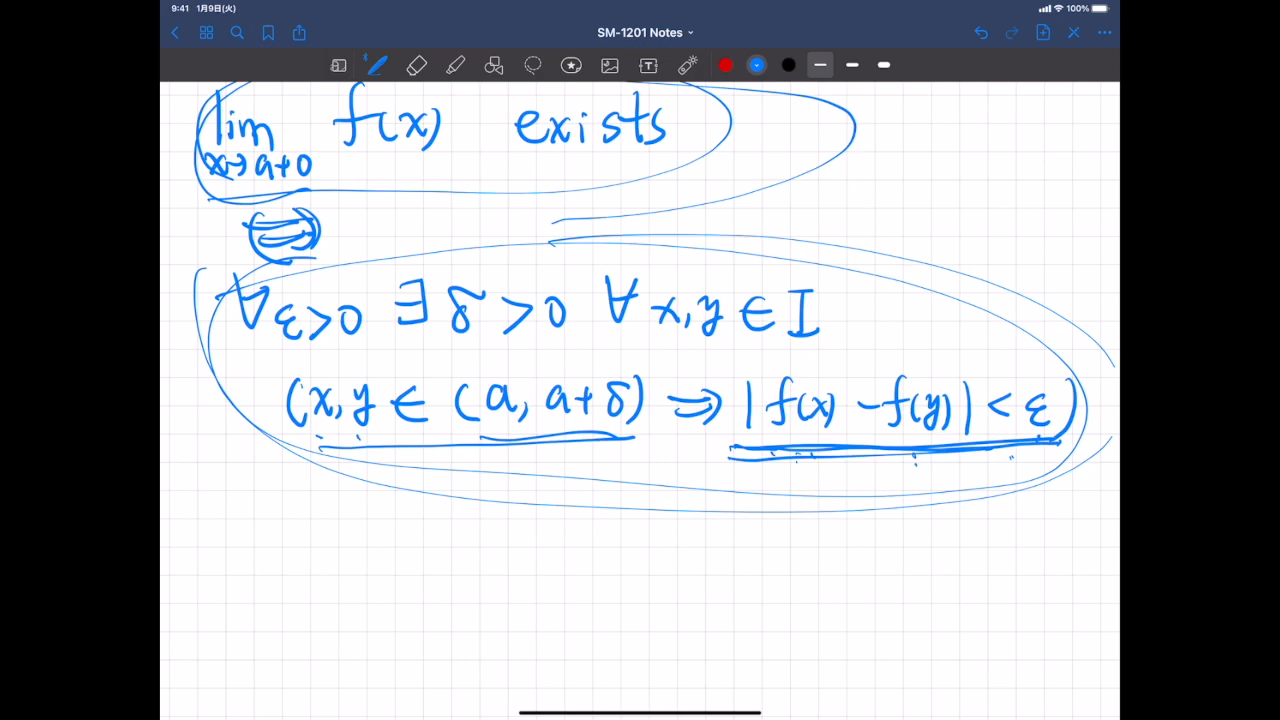 9:41 1月9日(火) 100%
SM-1201 Notes
lim f(x) exists
x→a+0
⇔
∀ε>0 ∃δ>0 ∀x,y∈I
(x,y∈(a,a+δ) ⇒ |f(x)-f(y)|<ε)